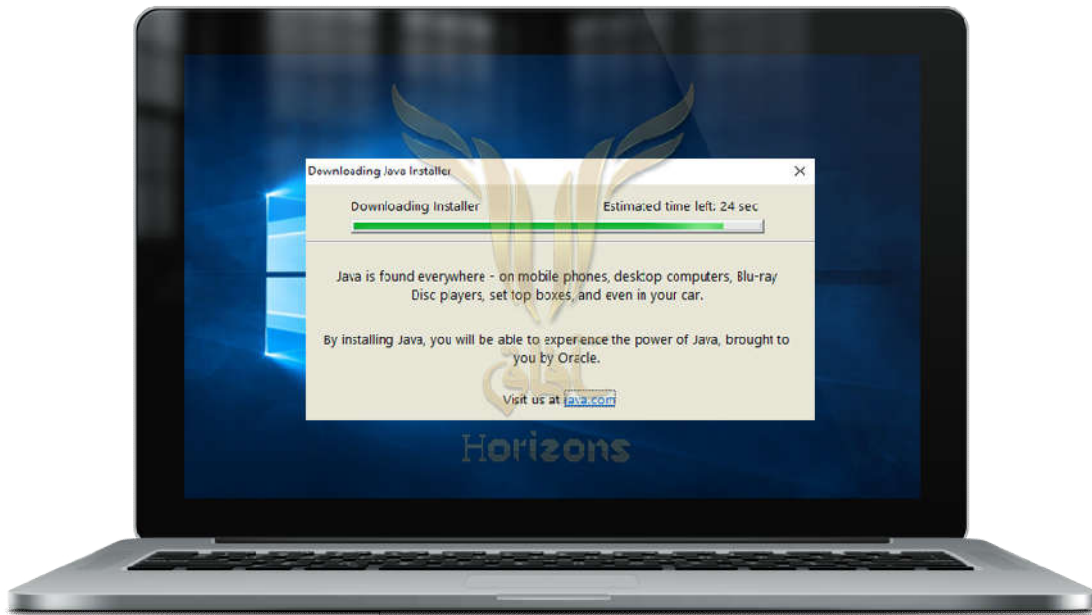 Downloading Java Installer
Downloading Installer
Estimated time left: 24 sec
Java is found everywhere - on mobile phones, desktop computers, Blu-ray
Disc players, set top boxes, and even in your car.
By installing Java, you will be able to experience the power of Java, brought to
you by Oracle.
Visit us at java.com
آفاق
Horizons